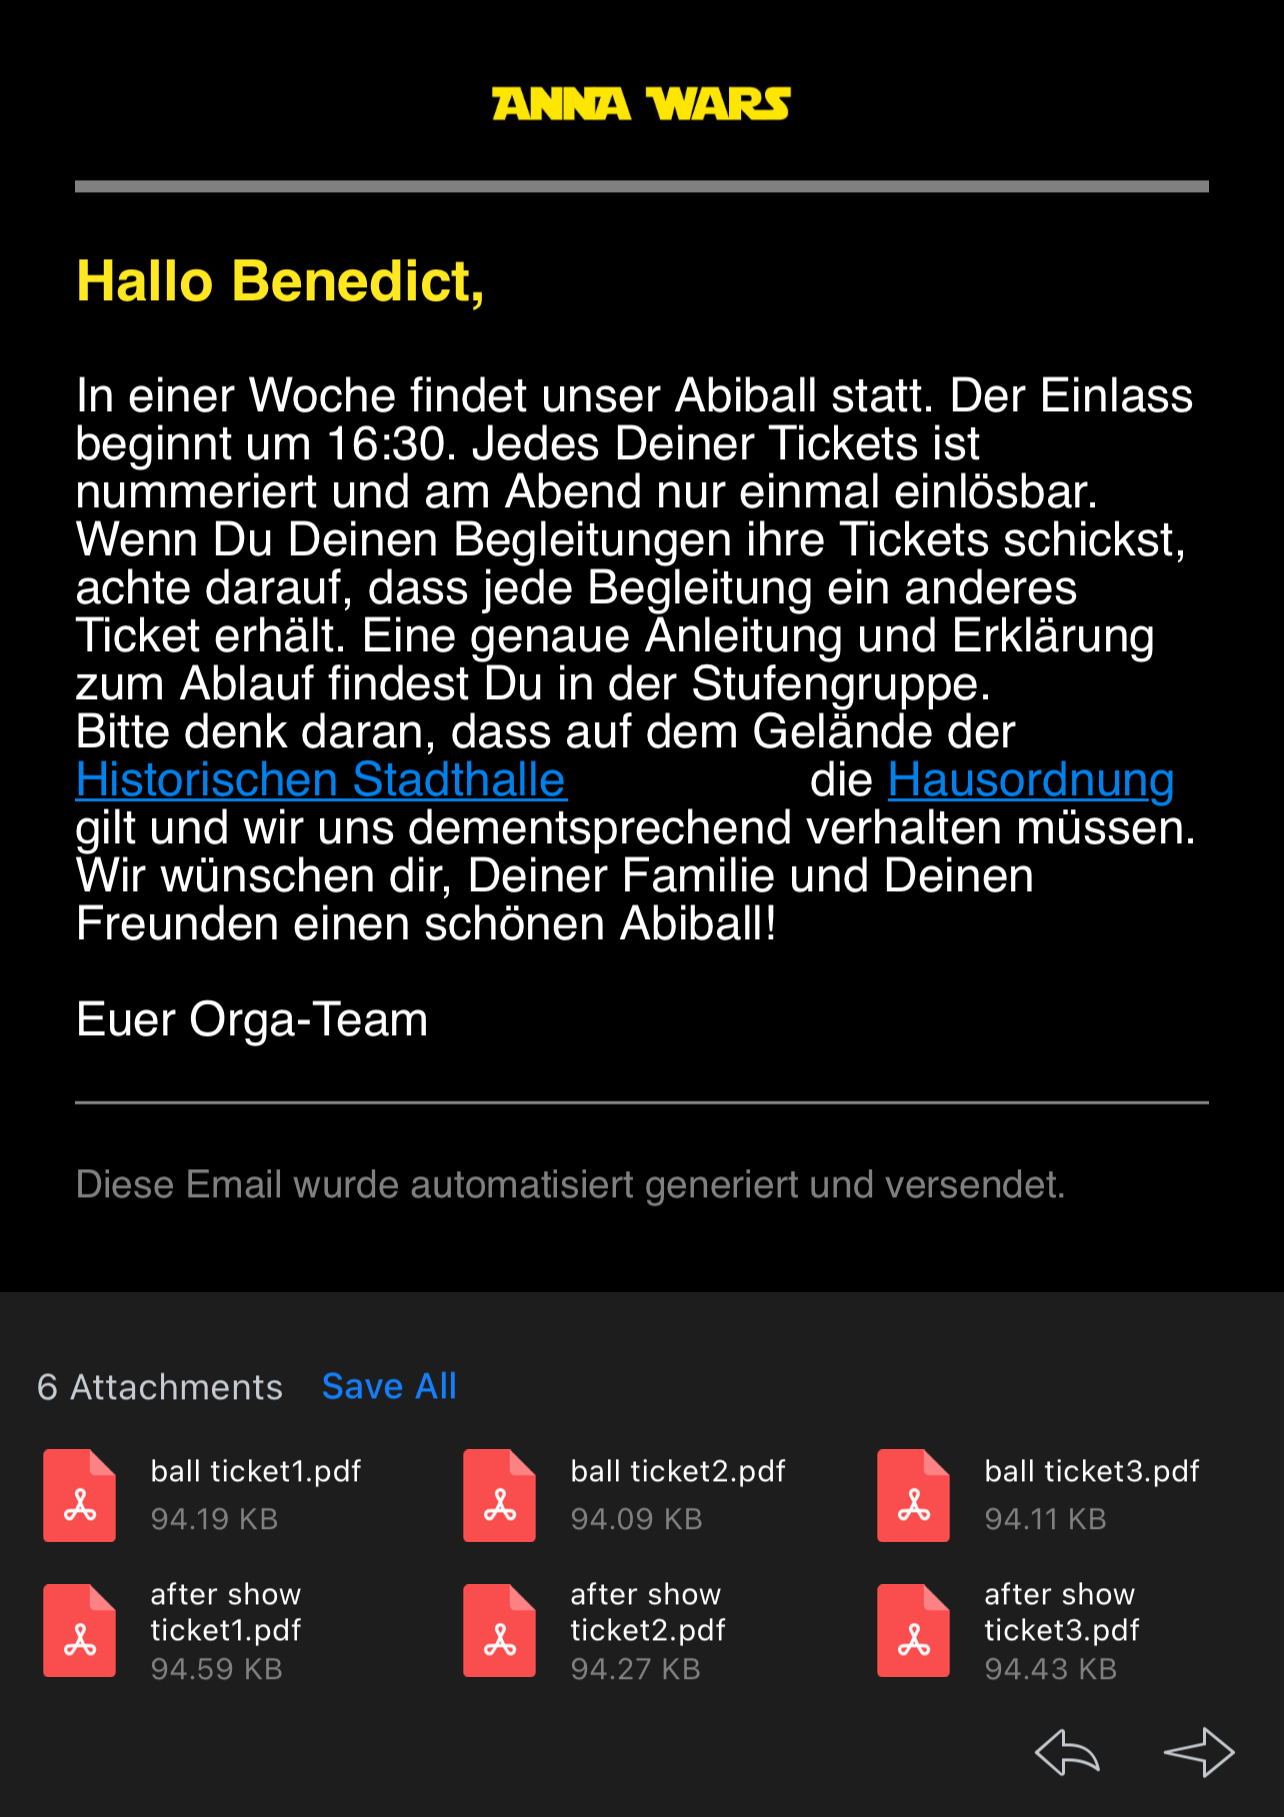 ANNA WARS
Hallo Benedict,
In einer Woche findet unser Abiball statt. Der Einlass
beginnt um 16:30. Jedes Deiner Tickets ist
nummeriert und am Abend nur einmal einlösbar.
Wenn Du Deinen Begleitungen ihre Tickets schickst,
achte darauf, dass jede Begleitung ein anderes
Ticket erhält. Eine genaue Anleitung und Erklärung
zum Ablauf findest Du in der Stufengruppe.
Bitte denk daran, dass auf dem Gelände der
Historischen Stadthalle die Hausordnung
gilt und wir uns dementsprechend verhalten müssen.
Wir wünschen dir, Deiner Familie und Deinen
Freunden einen schönen Abiball!
Euer Orga-Team
Diese Email wurde automatisiert generiert und versendet.
6 Attachments Save All
ball ticket1.pdf
94.19 KB
ball ticket2.pdf
94.09 KB
ball ticket3.pdf
94.11 KB
after show
ticket1.pdf
94.59 KB
after show
ticket2.pdf
94.27 KB
after show
ticket3.pdf
94.43 KB